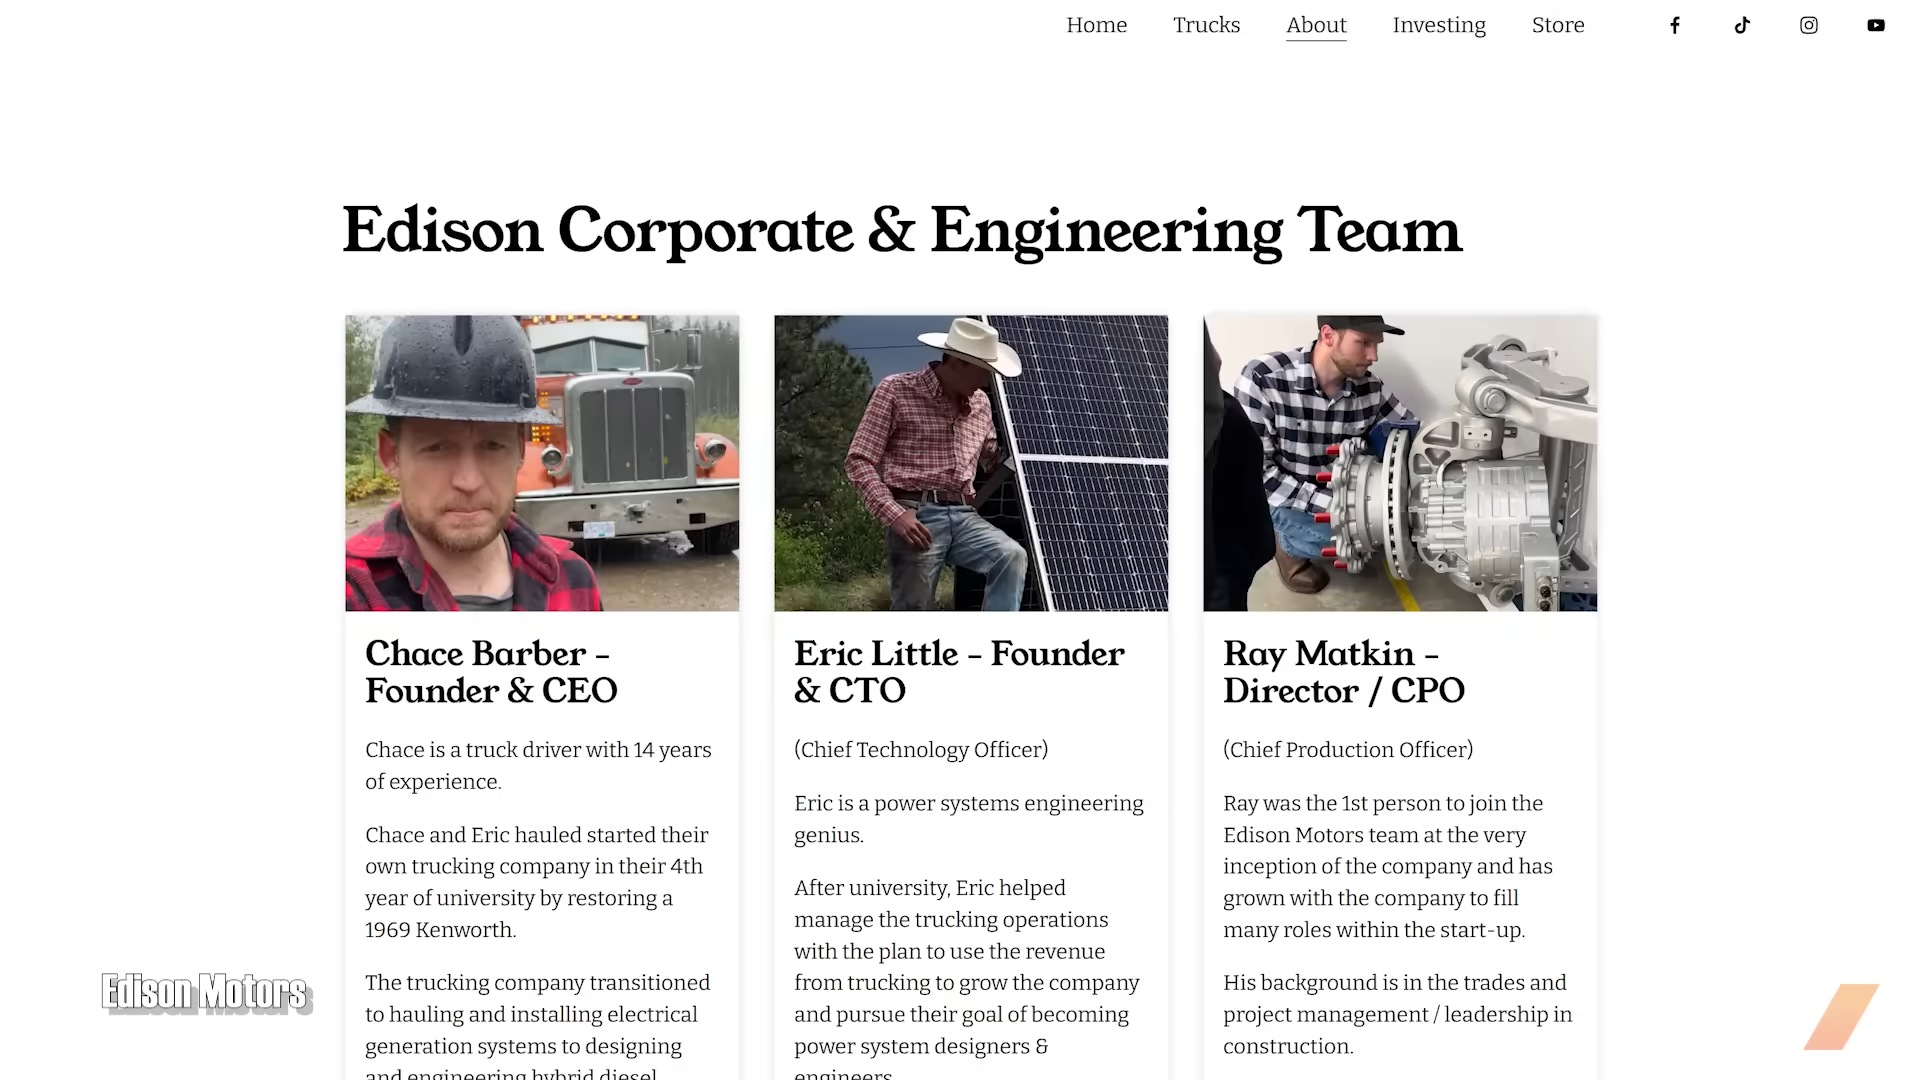 Home Trucks About Investing Store
Edison Corporate & Engineering Team
Chace Barber -
Founder & CEO
Chace is a truck driver with 14 years
of experience.
Chace and Eric hauled started their
own trucking company in their 4th
year of university by restoring a
1969 Kenworth.
The trucking company transitioned
to hauling and installing electrical
generation systems to designing
and engineering hybrid diesel
Eric Little - Founder
& CTO
(Chief Technology Officer)
Eric is a power systems engineering
genius.
After university, Eric helped
manage the trucking operations
with the plan to use the revenue
from trucking to grow the company
and pursue their goal of becoming
power system designers &
engineers.
Ray Matkin -
Director / CPO
(Chief Production Officer)
Ray was the 1st person to join the
Edison Motors team at the very
inception of the company and has
grown with the company to fill
many roles within the start-up.
His background is in the trades and
project management / leadership in
construction.
Edison Motors